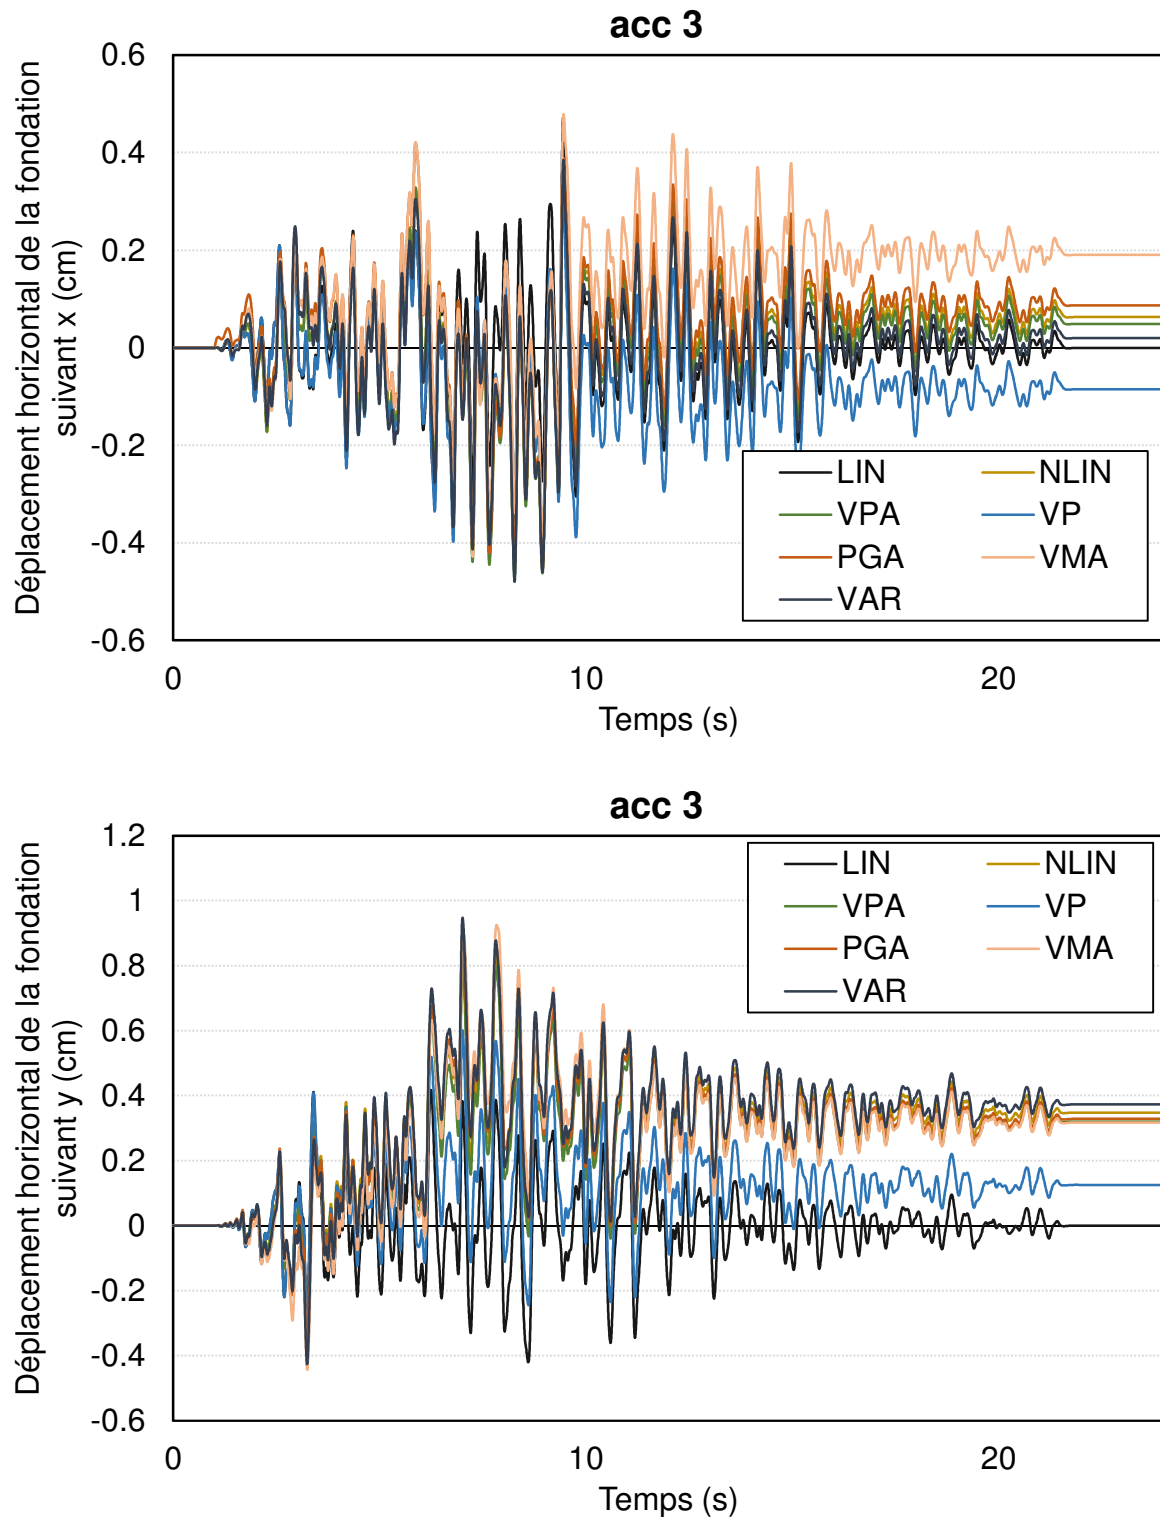 acc 3
Déplacement horizontal de la fondation
suivant x (cm)
0.6
0.4
0.2
0
-0.2
-0.4
-0.6
LIN NLIN
VPA VP
PGA VMA
VAR
0 10 20
Temps (s)
acc 3
Déplacement horizontal de la fondation
suivant y (cm)
1.2
1
0.8
0.6
0.4
0.2
0
-0.2
-0.4
-0.6
LIN NLIN
VPA VP
PGA VMA
VAR
0 10 20
Temps (s)